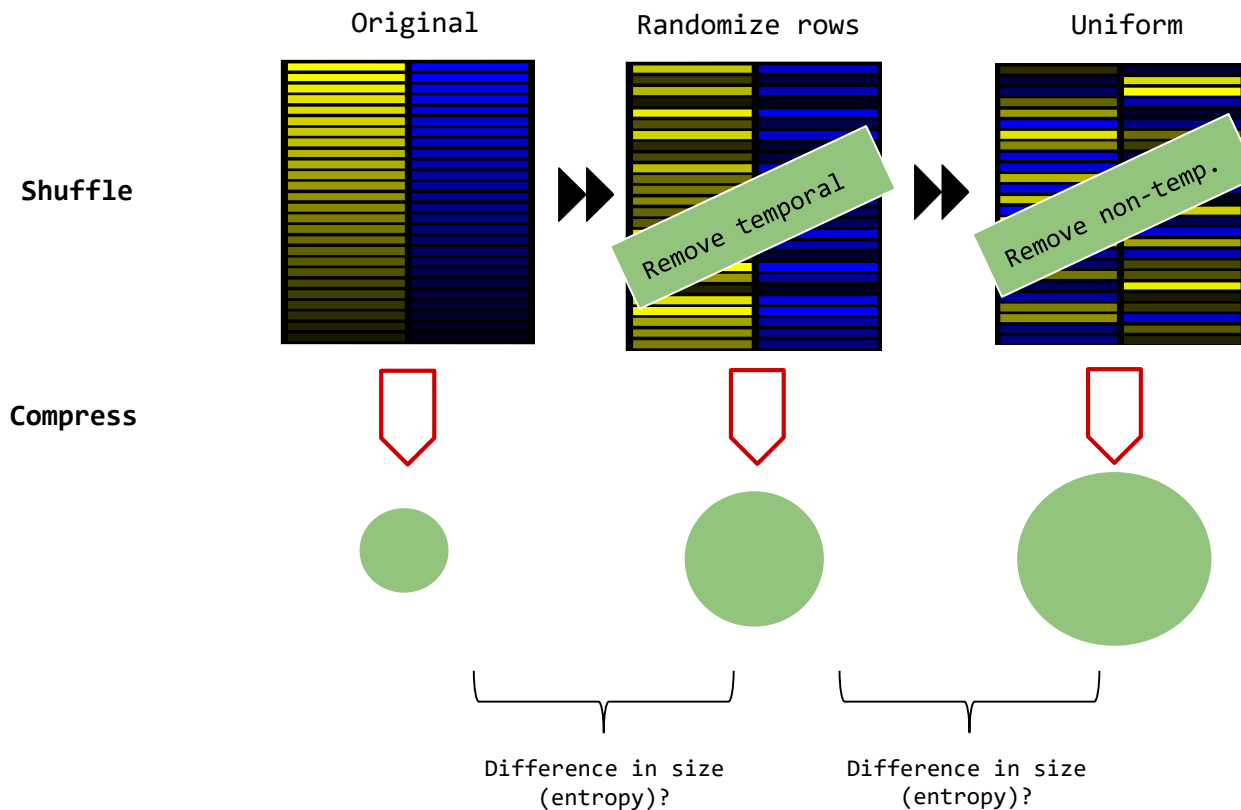 Original
Randomize rows
Uniform
Shuffle
Remove temporal
Remove non-temp.
Compress
Difference in size
(entropy)?
Difference in size
(entropy)?